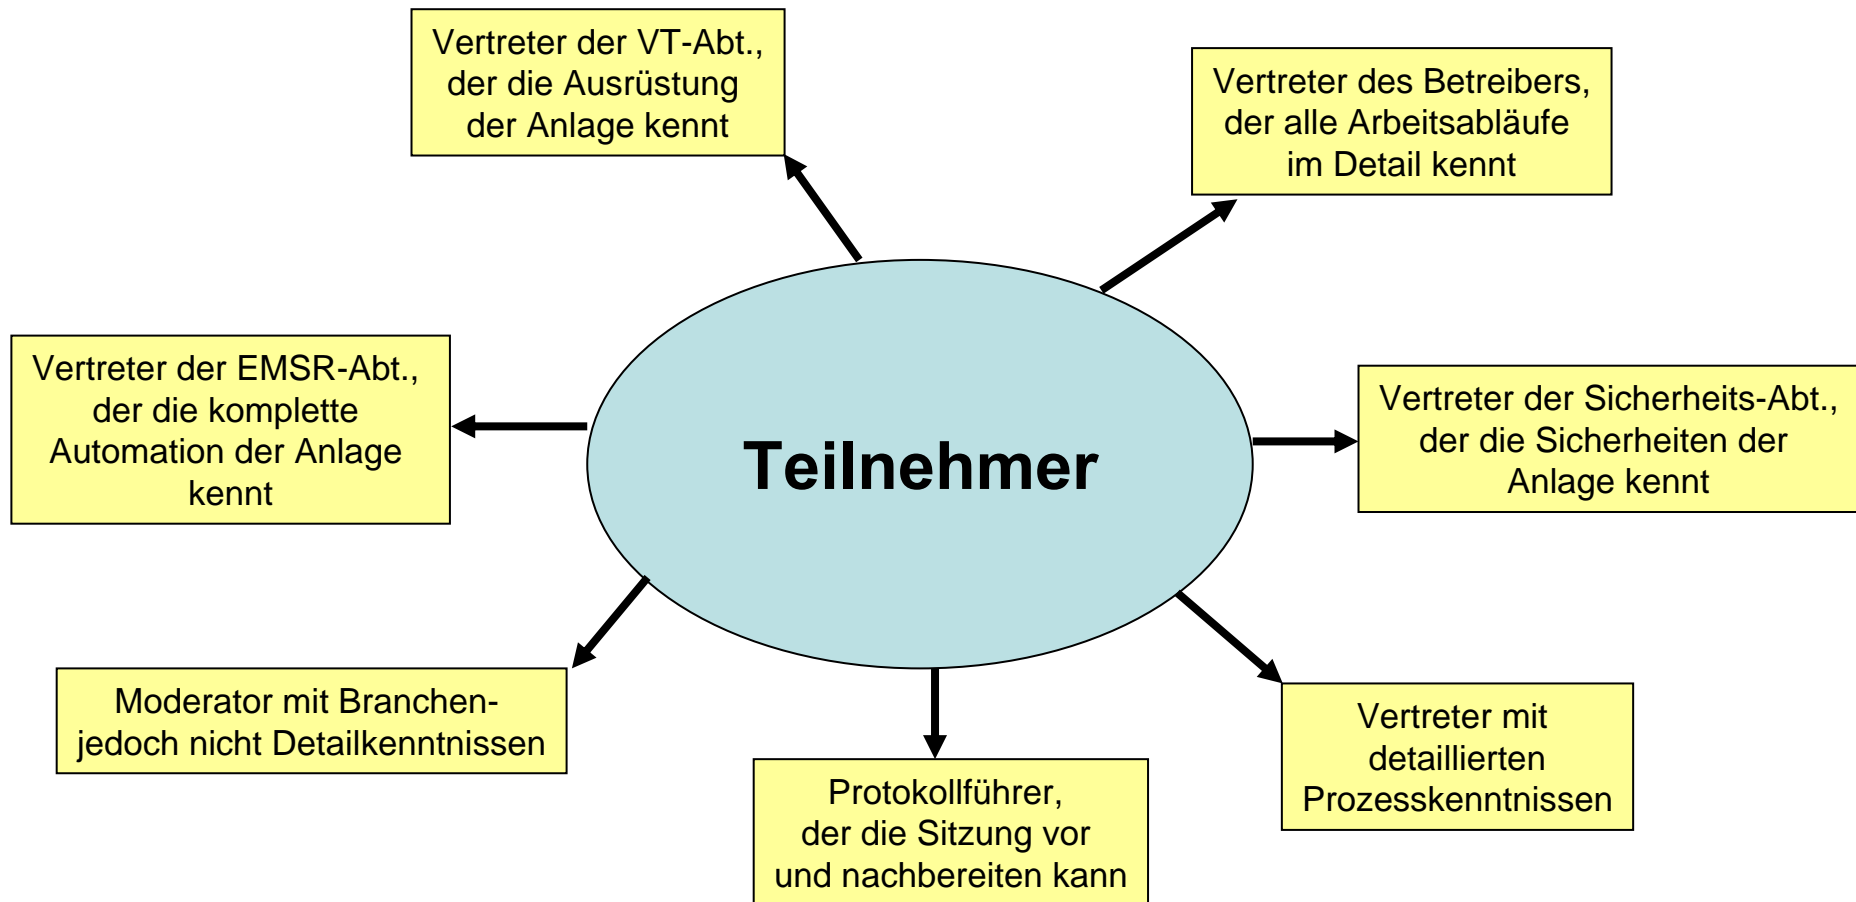 Vertreter der VT-Abt.,
der die Ausrüstung
der Anlage kennt
Vertreter des Betreibers,
der alle Arbeitsabläufe
im Detail kennt
Vertreter der EMSR-Abt.,
der die komplette
Automation der Anlage
kennt
Teilnehmer
Vertreter der Sicherheits-Abt.,
der die Sicherheiten der
Anlage kennt
Moderator mit Branchen-
jedoch nicht Detailkenntnissen
Protokollführer,
der die Sitzung vor
und nachbereiten kann
Vertreter mit
detaillierten
Prozesskenntnissen